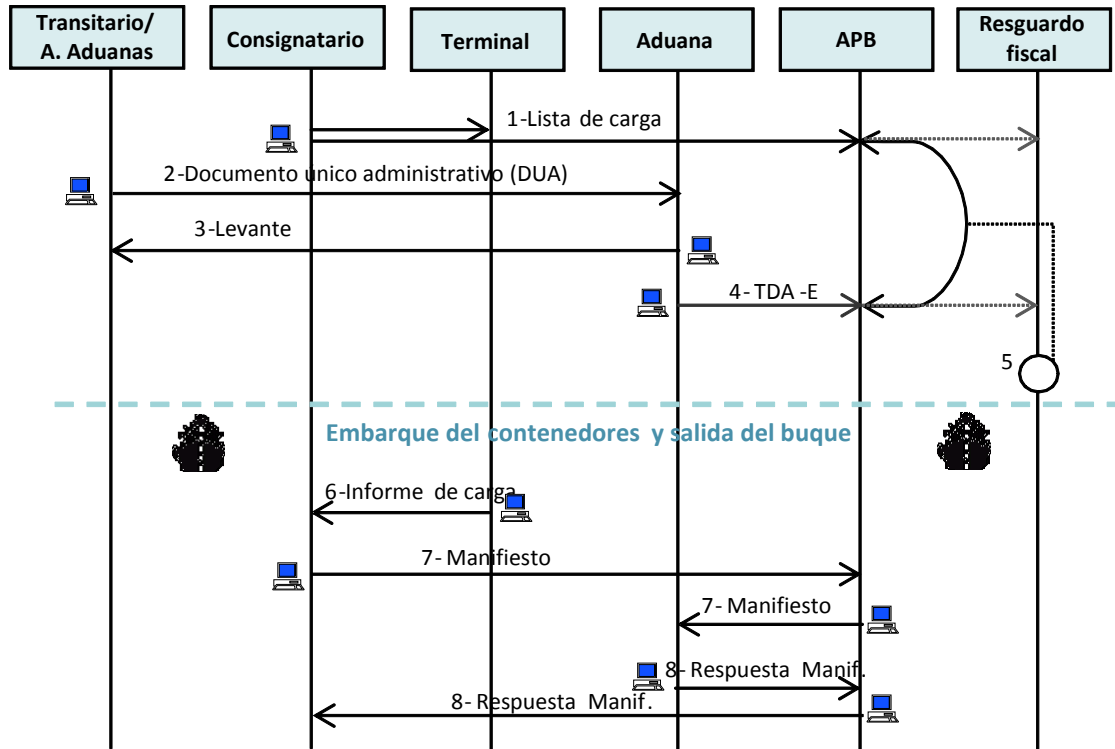 Transitario/
A. Aduanas
Consignatario
Terminal
Aduana
APB
Resguardo
fiscal
1-Lista de carga
2-Documento único administrativo (DUA)
3-Levante
4- TDA -E
5
Embarque del contenedores y salida del buque
6-Informe de carga
7- Manifiesto
7- Manifiesto
8- Respuesta Manif.
8- Respuesta Manif.